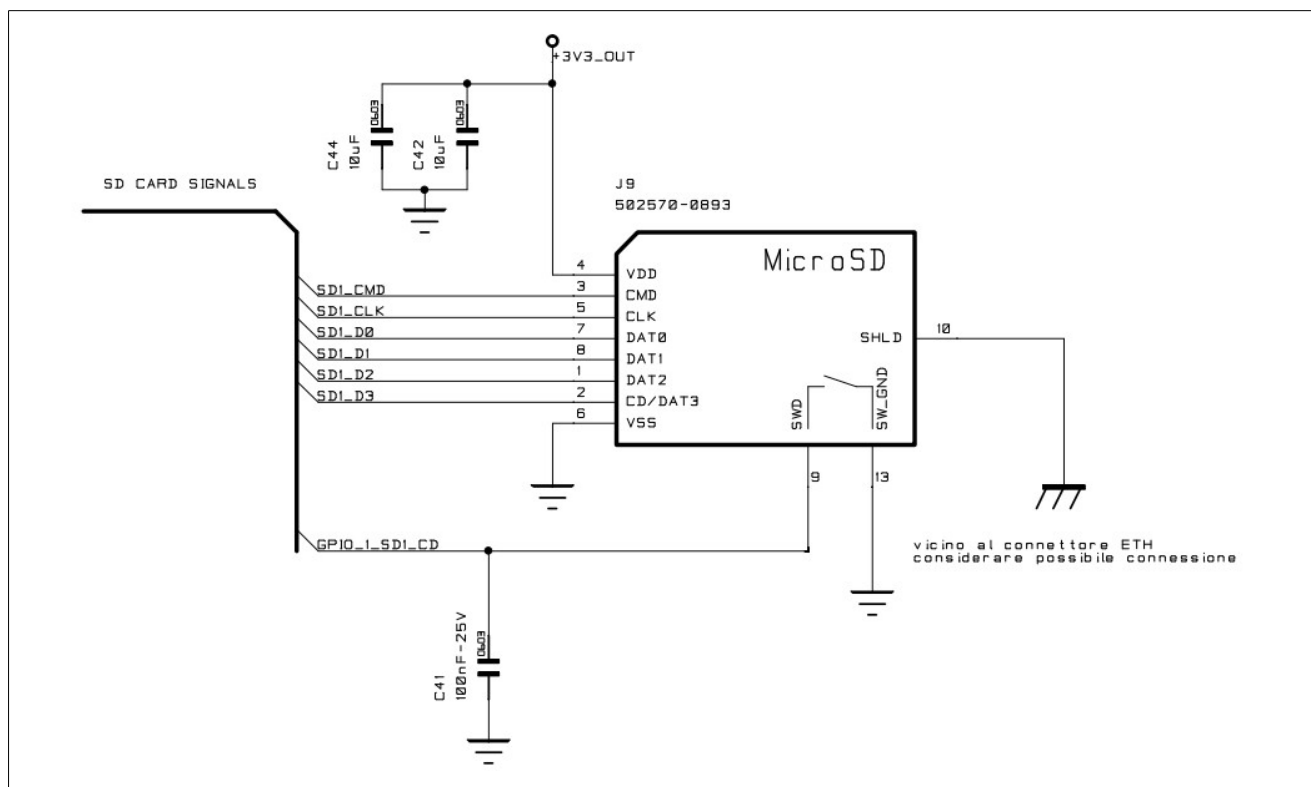 +3V3_OUT
C44
10uF
0603
C42
10uF
0603
SD CARD SIGNALS
J9
502570-0893
MicroSD
4 VDD
SD1_CMD 3 CMD
SD1_CLK 5 CLK
SD1_D0 7 DAT0
SD1_D1 8 DAT1
SD1_D2 1 DAT2
SD1_D3 2 CD/DAT3
6 VSS
SHLD 10
SWD
SW_GND
9
13
GPIO_1_SD1_CD
vicino al connettore ETH
considerare possibile connessione
C41
100nF-25V
0603